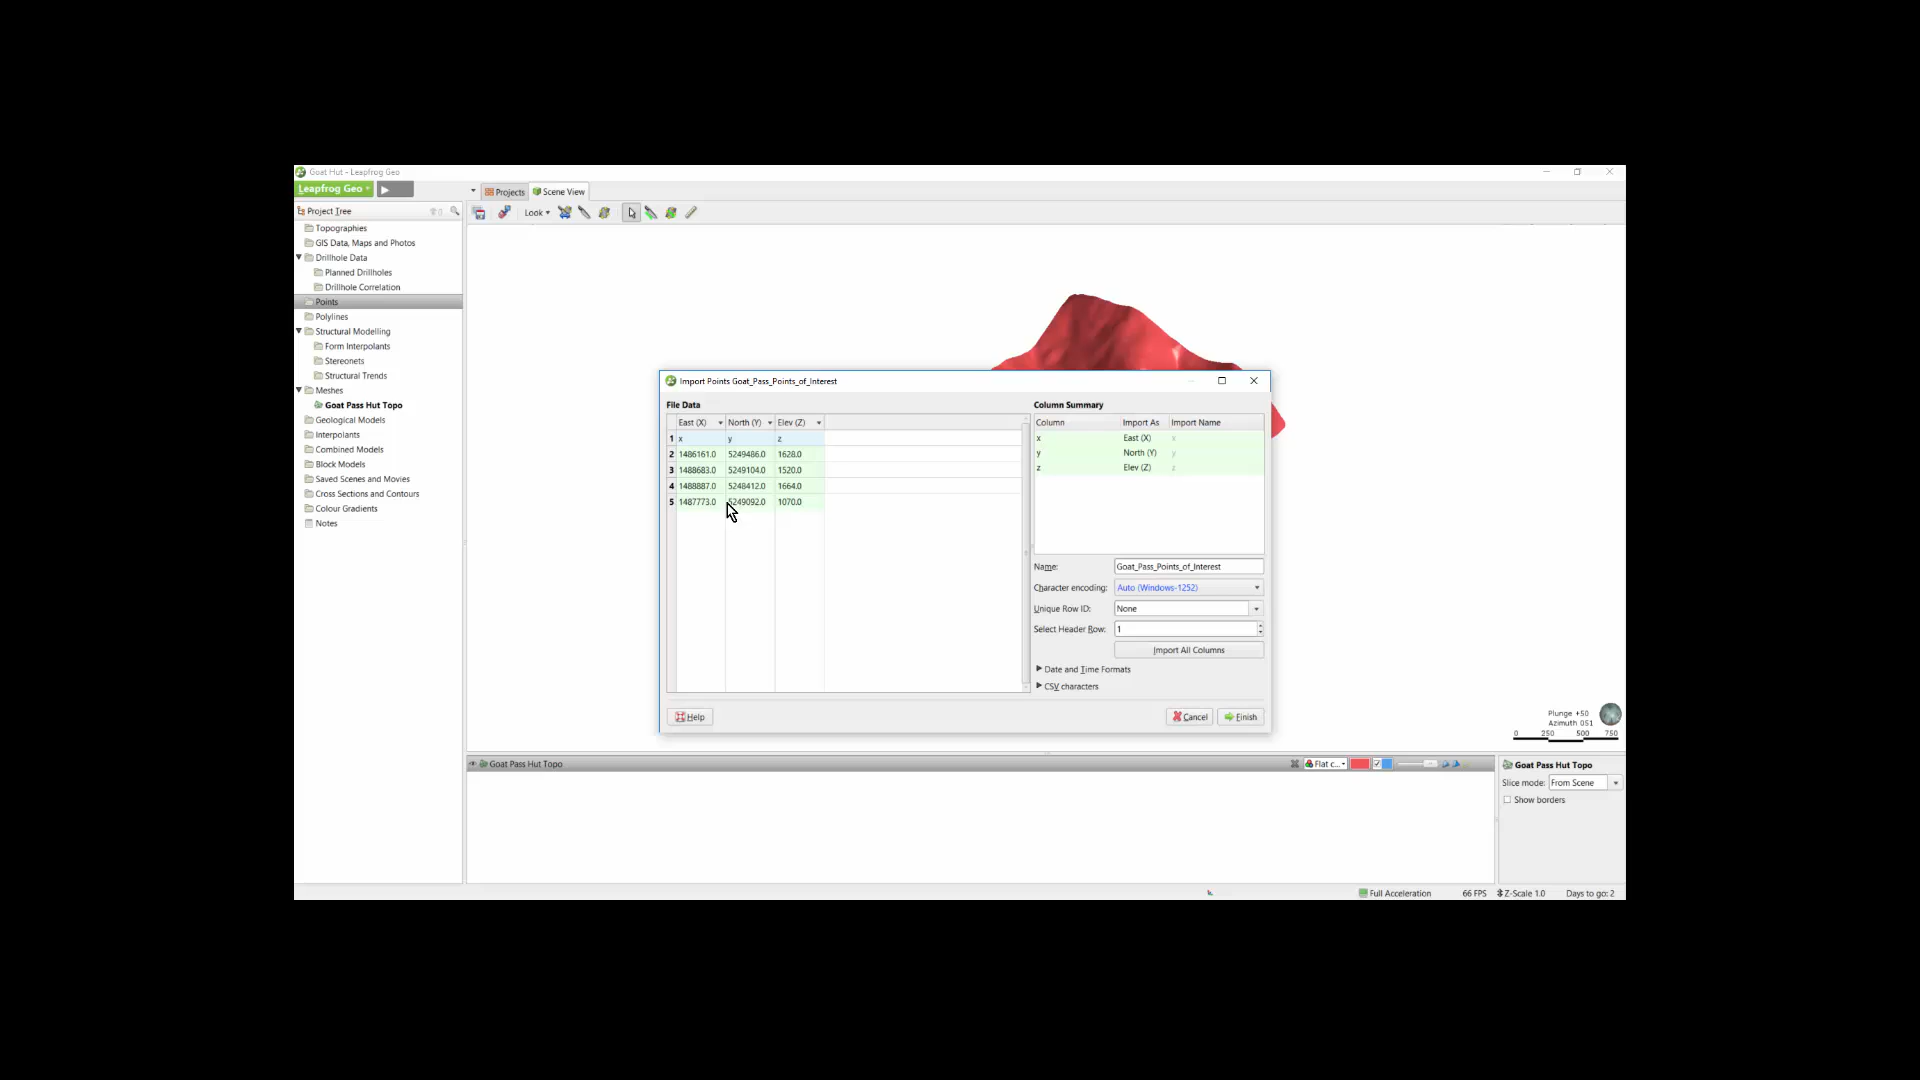 Goat Hut - Leapfrog Geo
Leapfrog Geo
Projects
Scene View
Project Tree
Look
Topographies
GIS Data, Maps and Photos
Drillhole Data
Planned Drillholes
Drillhole Correlation
Points
Polylines
Structural Modelling
Form Interpolants
Stereonets
Structural Trends
Meshes
Goat Pass Hut Topo
Geological Models
Interpolants
Combined Models
Block Models
Saved Scenes and Movies
Cross Sections and Contours
Colour Gradients
Notes
Import Points Goat_Pass_Points_of_Interest
File Data
East (X) North (Y) Elev (Z)
1 x y z
2 1486161.0 5249486.0 1628.0
3 1488683.0 5249104.0 1520.0
4 1488887.0 5248412.0 1664.0
5 1487773.0 5249092.0 1070.0
Column Summary
Column Import As Import Name
x East (X) x
y North (Y) y
z Elev (Z) z
Name: Goat_Pass_Points_of_Interest
Character encoding: Auto (Windows-1252)
Unique Row ID: None
Select Header Row: 1
Import All Columns
Date and Time Formats
CSV characters
Help
Cancel
Finish
Plunge +50
Azimuth 051
0 250 500 750
Goat Pass Hut Topo
Flat c...
Goat Pass Hut Topo
Slice mode: From Scene
Show borders
Full Acceleration
66 FPS
Z-Scale 1.0
Days to go: 2